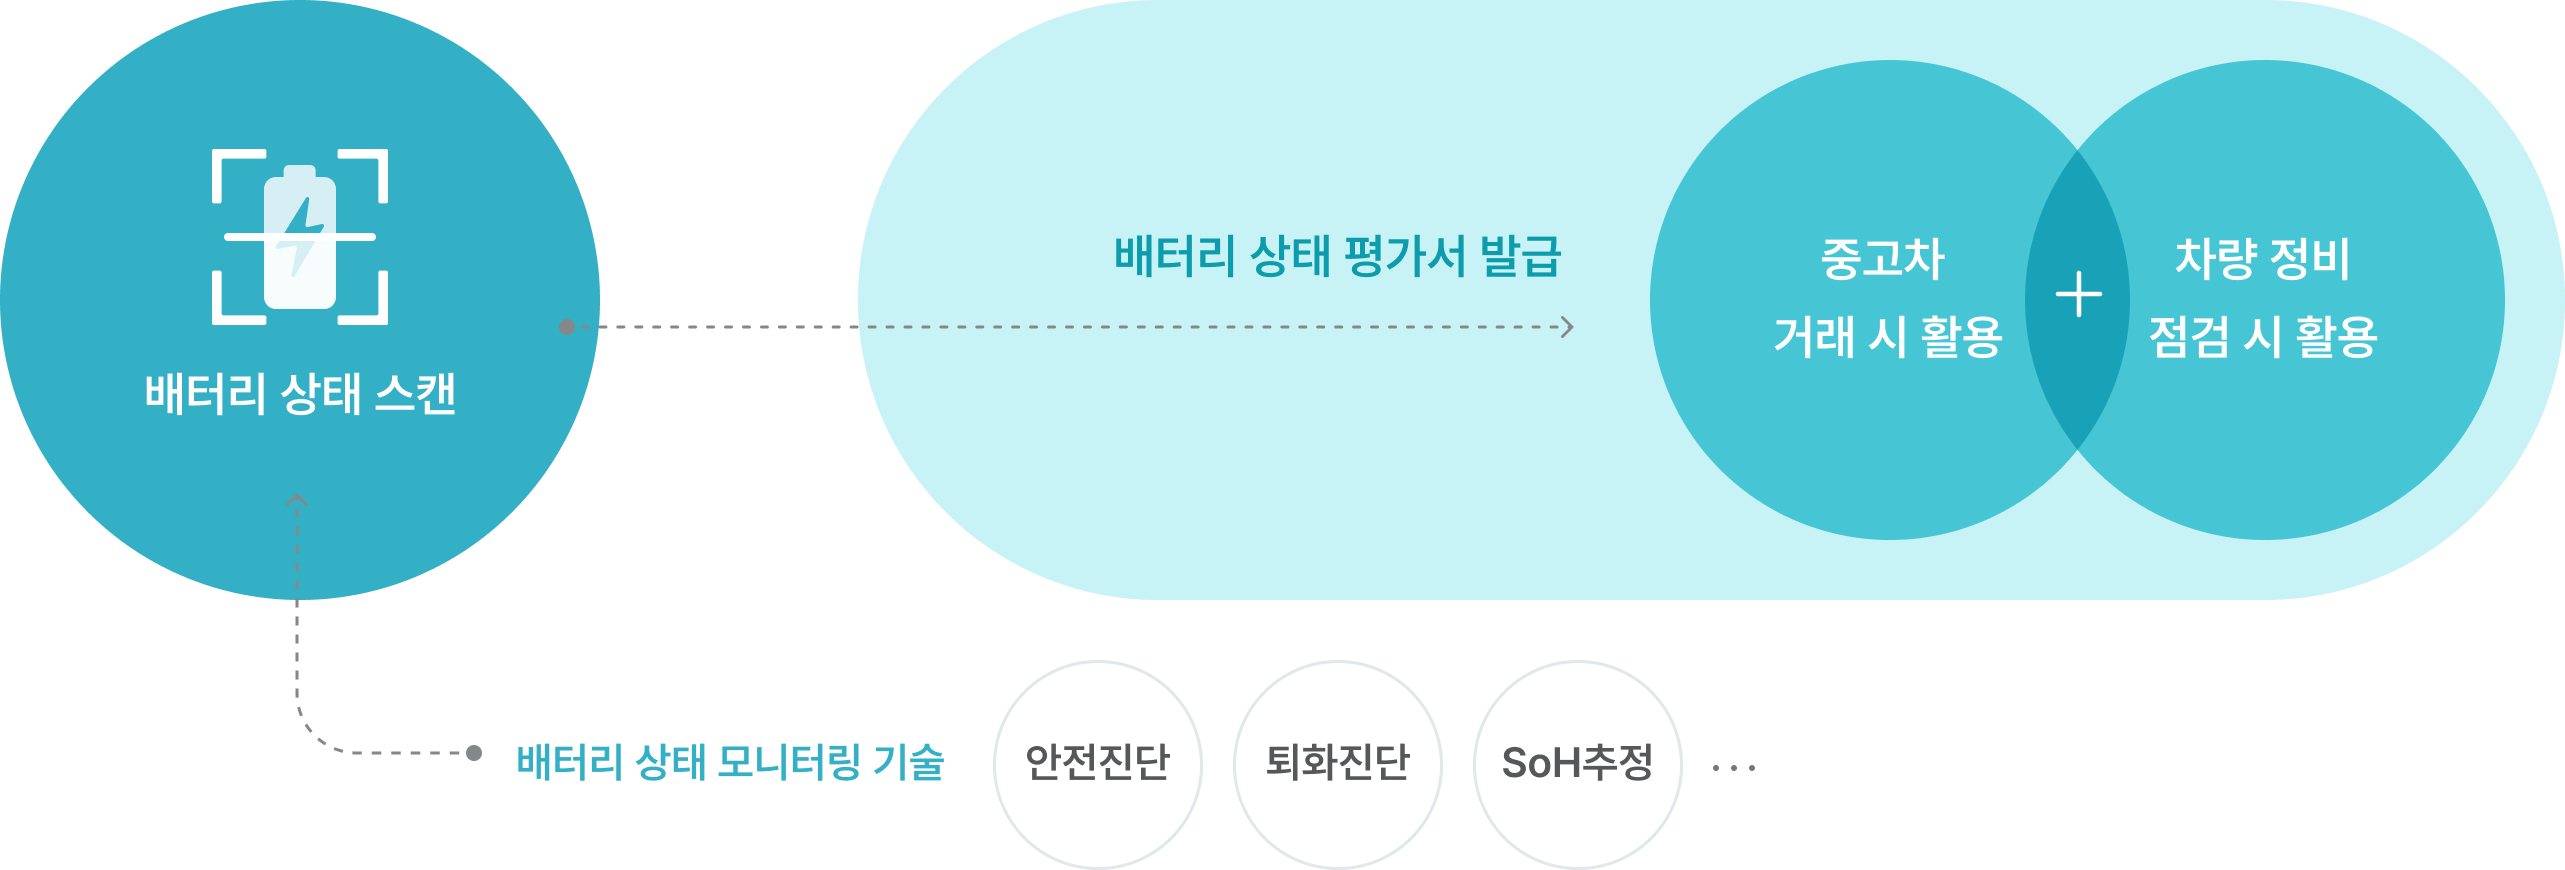 배터리 상태 스캔
배터리 상태 평가서 발급
중고차
거래 시 활용
+
차량 정비
점검 시 활용
배터리 상태 모니터링 기술
안전진단
퇴화진단
SoH추정
...